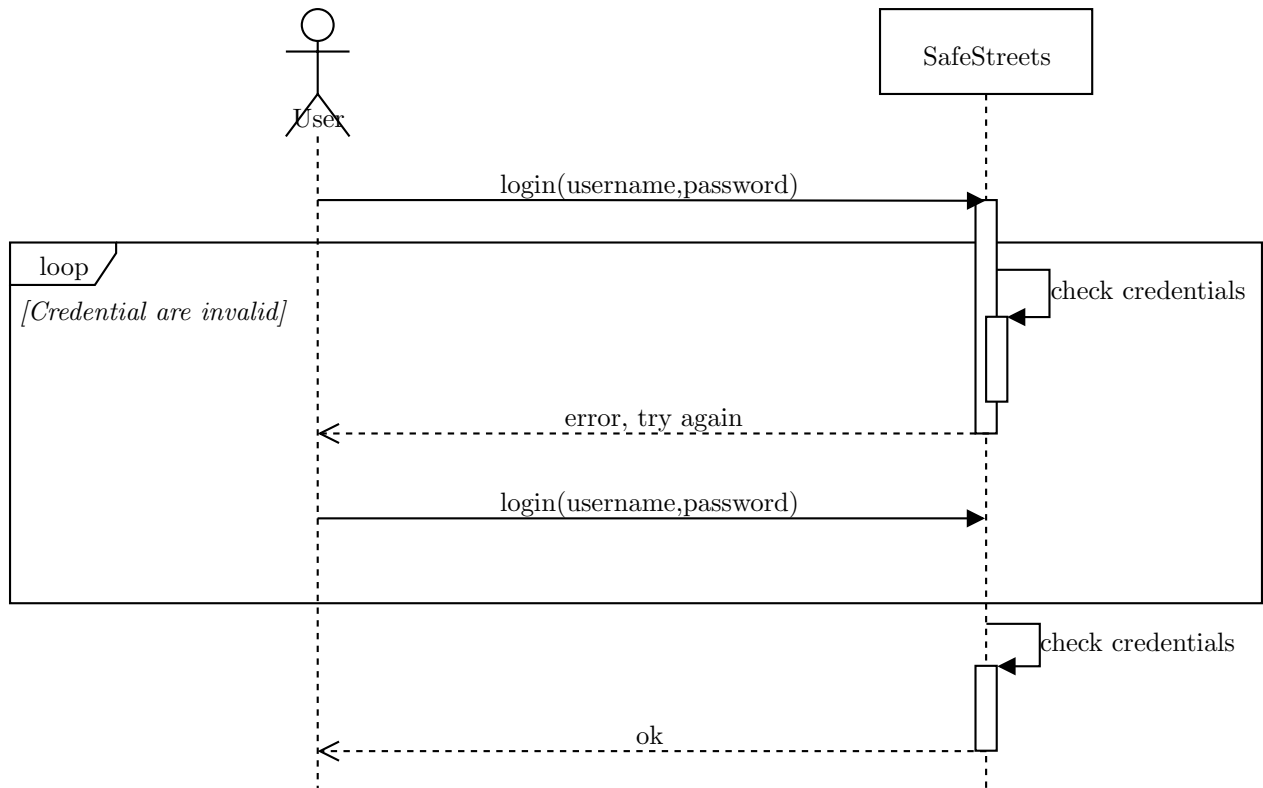 User
SafeStreets
login(username,password)
loop
check credentials
[Credential are invalid]
error, try again
login(username,password)
check credentials
ok